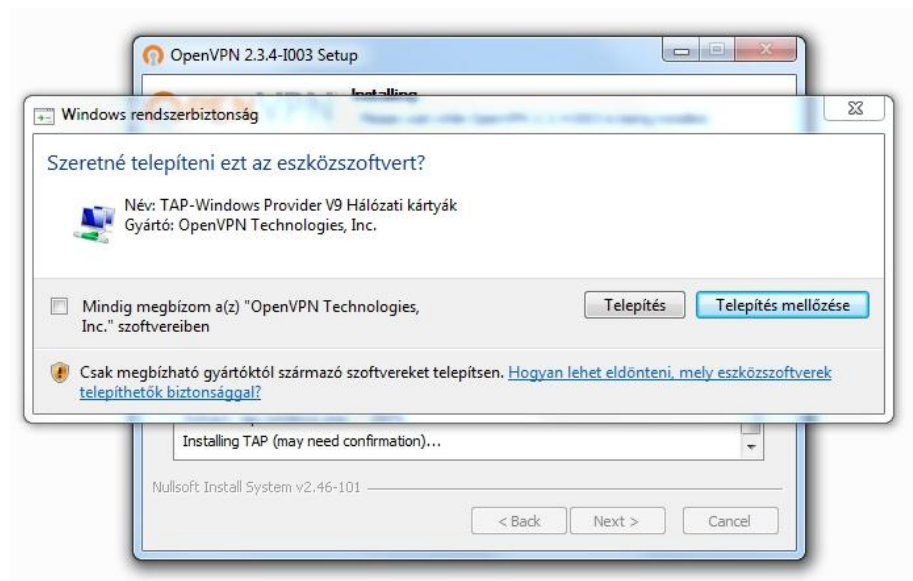 OpenVPN 2.3.4-I003 Setup
Installing
Windows rendszerbiztonság
Szeretné telepíteni ezt az eszközszoftvert?
Név: TAP-Windows Provider V9 Hálózati kártyák
Gyártó: OpenVPN Technologies, Inc.
Mindig megbízom a(z) "OpenVPN Technologies,
Inc." szoftvereiben
Telepítés
Telepítés mellőzése
Csak megbízható gyártóktól származó szoftvereket telepítsen. Hogyan lehet eldönteni, mely eszközszoftverek
telepíthetők biztonsággal?
Installing TAP (may need confirmation)...
Nullsoft Install System v2.46-101
< Back
Next >
Cancel